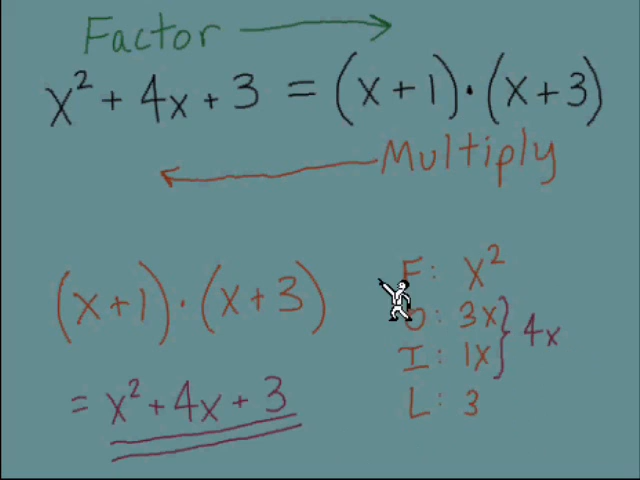 Factor
x² + 4x + 3 = (x+1)·(x+3)
Multiply
(x+1)·(x+3)
= x² + 4x + 3
F: x²
O: 3x
I: 1x
4x
L: 3